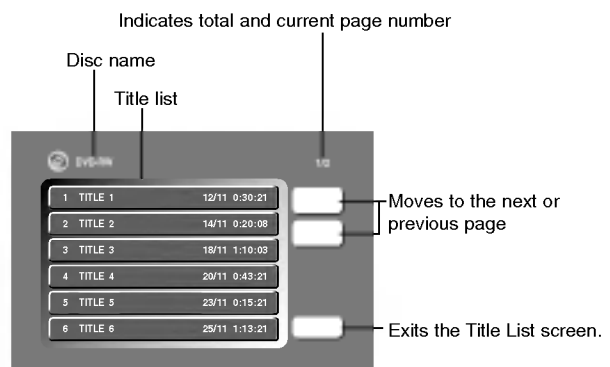 Indicates total and current page number
Disc name
Title list
DVD-RW
1/2
1 TITLE 1 12/11 0:30:21
2 TITLE 2 14/11 0:20:08
3 TITLE 3 18/11 1:10:03
4 TITLE 4 20/11 0:43:21
5 TITLE 5 23/11 0:15:21
6 TITLE 6 25/11 1:13:21
Moves to the next or
previous page
Exits the Title List screen.